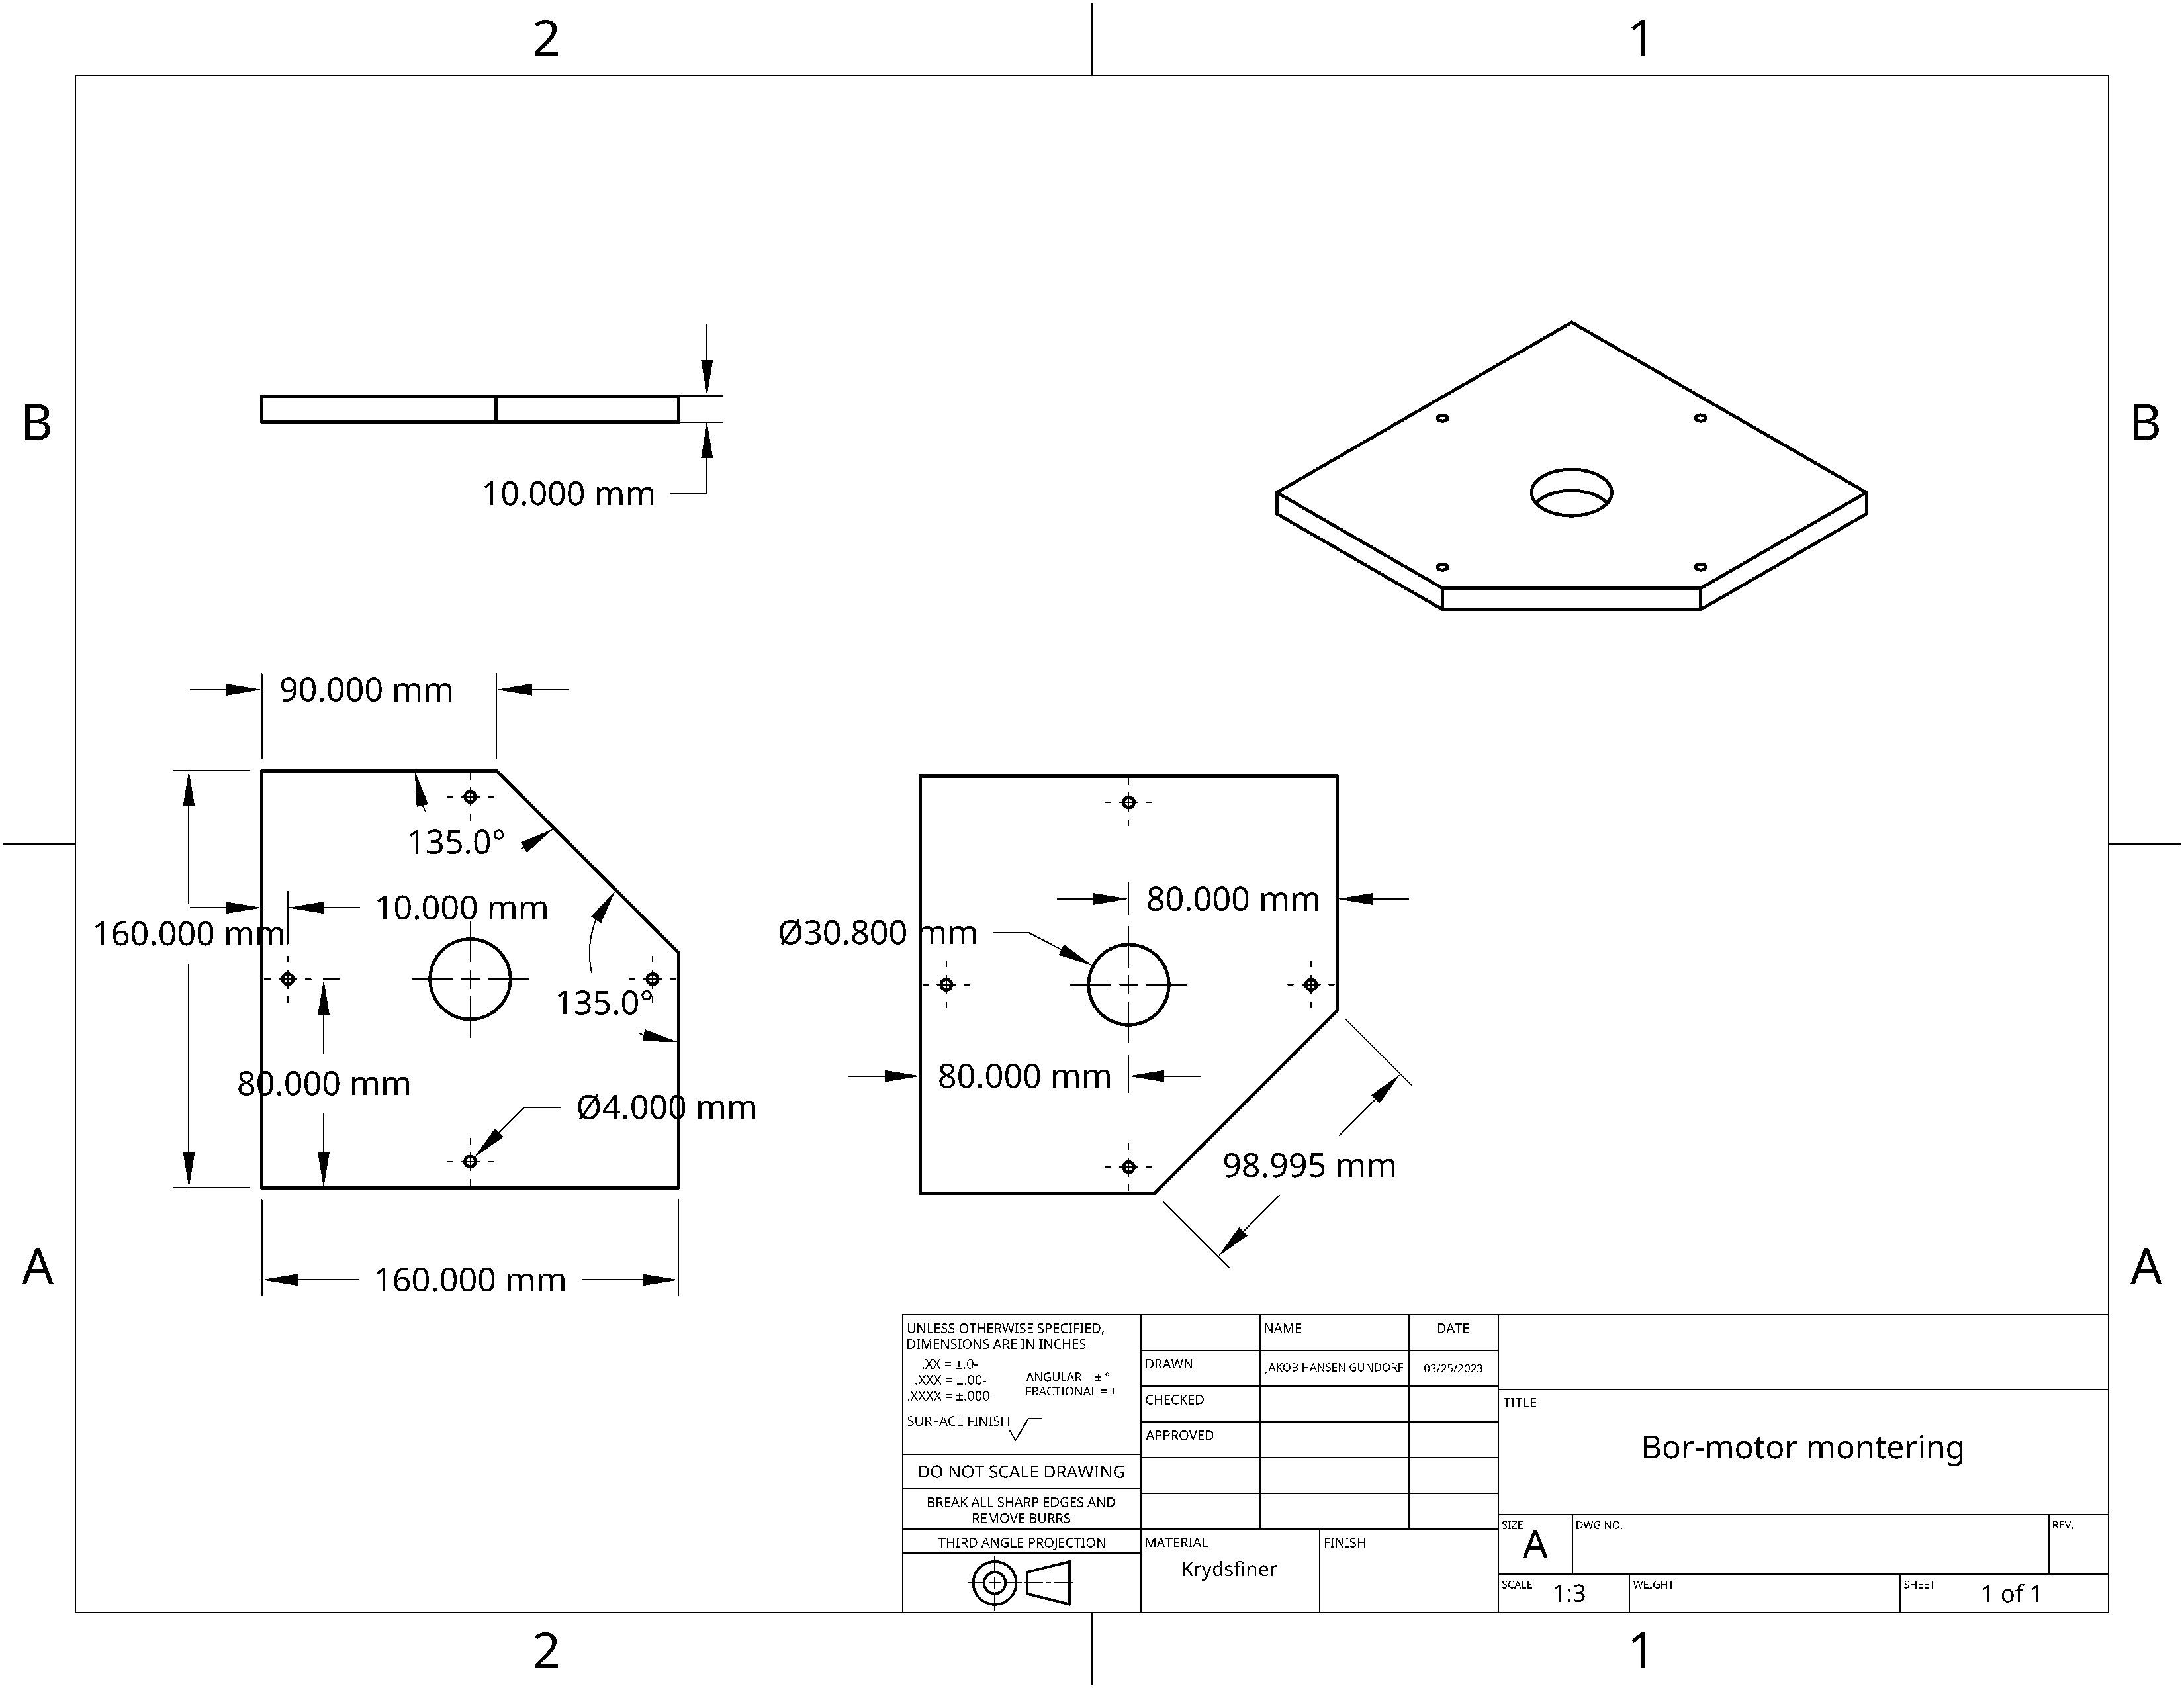 2
1
B
B
10.000 mm
90.000 mm
135.0°
10.000 mm
160.000 mm
135.0°
80.000 mm
Ø4.000 mm
160.000 mm
80.000 mm
Ø30.800 mm
80.000 mm
98.995 mm
A
A
UNLESS OTHERWISE SPECIFIED,
DIMENSIONS ARE IN INCHES
.XX = ±.0-
.XXX = ±.00-
.XXXX = ±.000-
ANGULAR = ± °
FRACTIONAL = ±
SURFACE FINISH
DO NOT SCALE DRAWING
BREAK ALL SHARP EDGES AND
REMOVE BURRS
THIRD ANGLE PROJECTION
NAME
DATE
DRAWN
JAKOB HANSEN GUNDORF
03/25/2023
CHECKED
APPROVED
MATERIAL
Krydsfiner
FINISH
TITLE
Bor-motor montering
SIZE
A
DWG NO.
REV.
SCALE
1:3
WEIGHT
SHEET
1 of 1
2
1